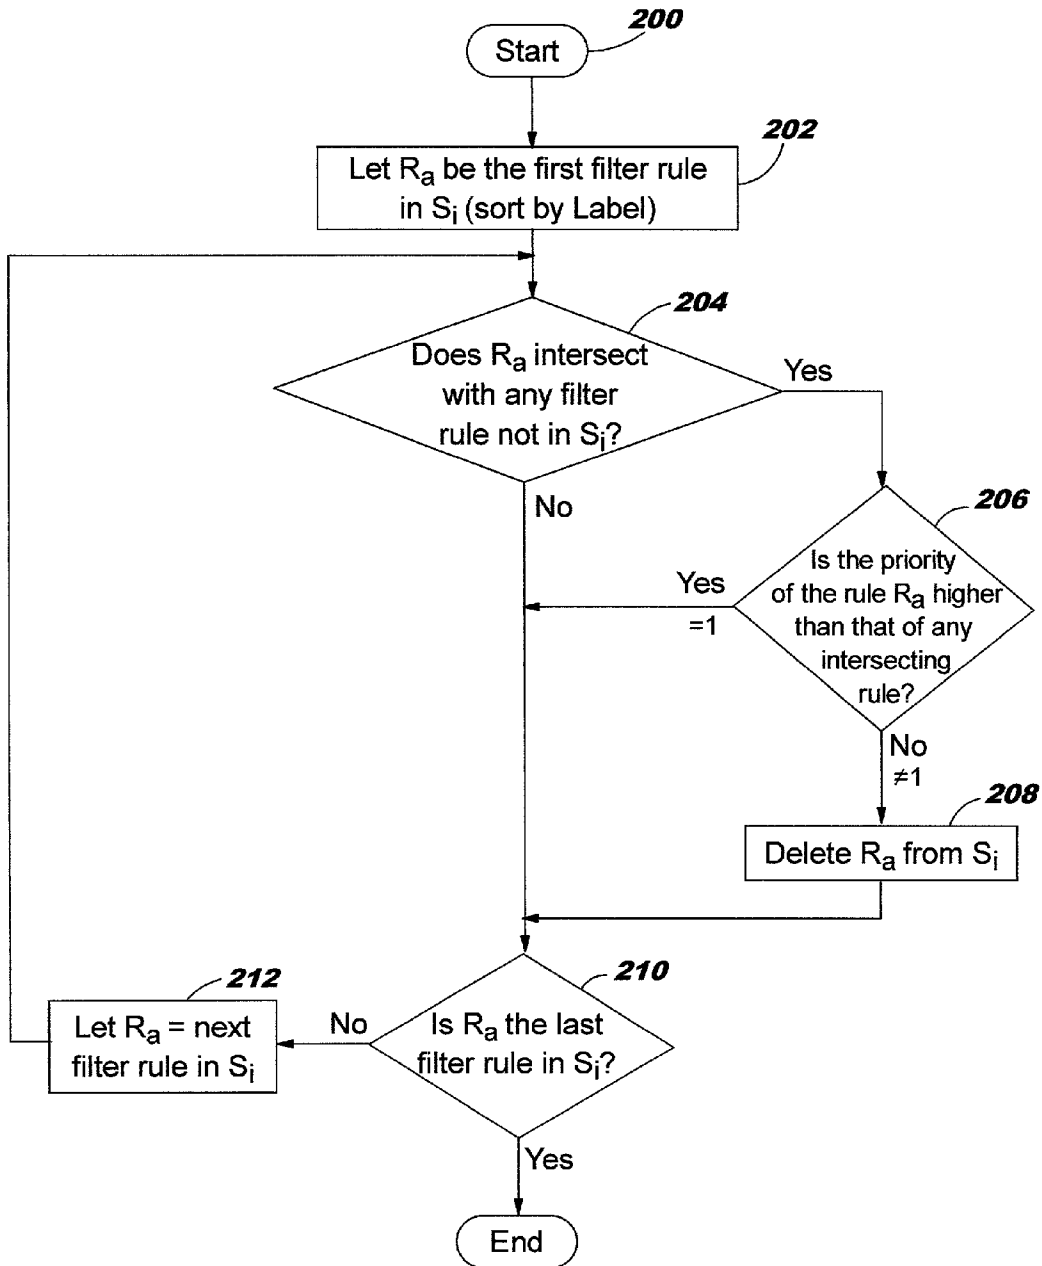 200
Start
202
Let Ra be the first filter rule
in Si (sort by Label)
204
Does Ra intersect
with any filter
rule not in Si?
Yes
No
206
Is the priority
of the rule Ra higher
than that of any
intersecting
rule?
Yes
=1
No
≠1
208
Delete Ra from Si
210
Is Ra the last
filter rule in Si?
No
212
Let Ra = next
filter rule in Si
Yes
End